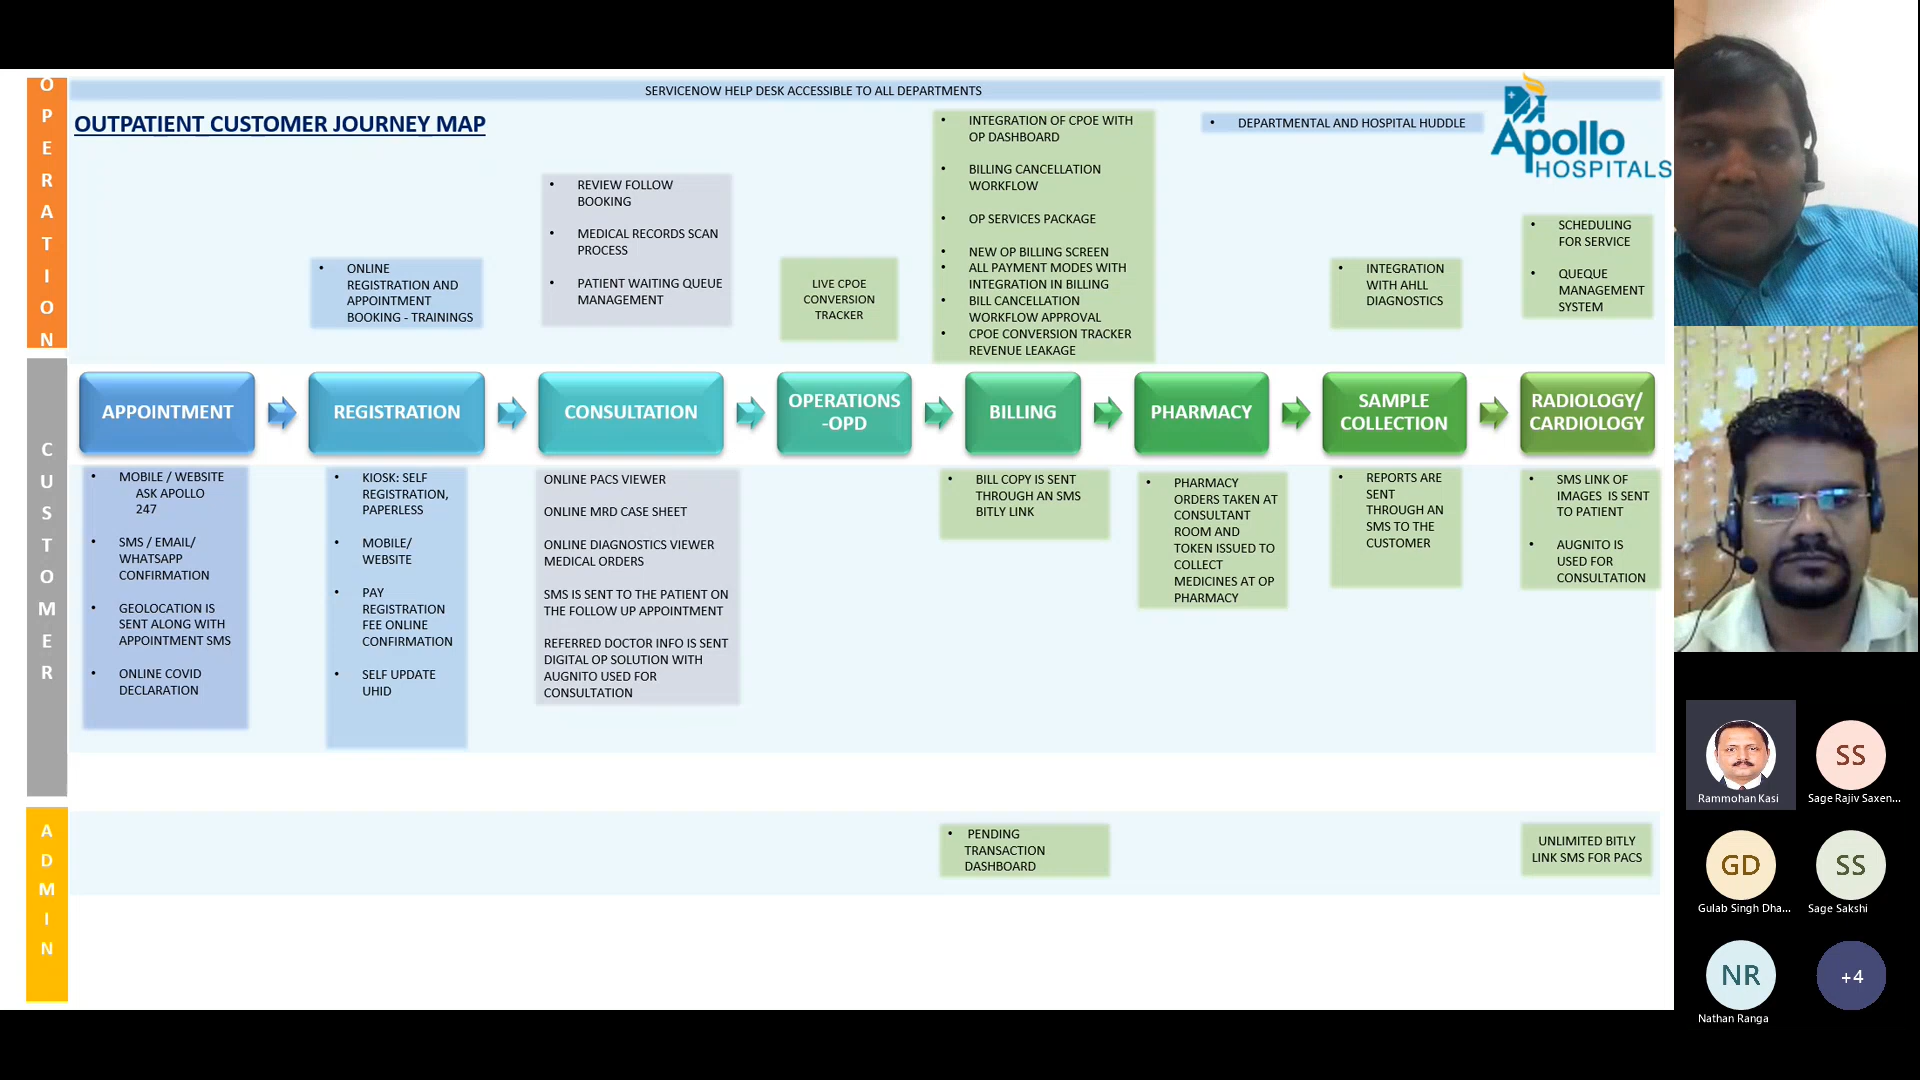 SERVICENOW HELP DESK ACCESSIBLE TO ALL DEPARTMENTS
OUTPATIENT CUSTOMER JOURNEY MAP
Apollo
HOSPITALS
O
P
E
R
A
T
I
O
N
• ONLINE
REGISTRATION AND
APPOINTMENT
BOOKING - TRAININGS
• REVIEW FOLLOW
BOOKING
• MEDICAL RECORDS SCAN
PROCESS
• PATIENT WAITING QUEUE
MANAGEMENT
LIVE CPOE
CONVERSION
TRACKER
• INTEGRATION OF CPOE WITH
OP DASHBOARD
• BILLING CANCELLATION
WORKFLOW
• OP SERVICES PACKAGE
• NEW OP BILLING SCREEN
• ALL PAYMENT MODES WITH
INTEGRATION IN BILLING
• BILL CANCELLATION
WORKFLOW APPROVAL
• CPOE CONVERSION TRACKER
REVENUE LEAKAGE
• DEPARTMENTAL AND HOSPITAL HUDDLE
• INTEGRATION
WITH AHLL
DIAGNOSTICS
• SCHEDULING
FOR SERVICE
• QUEQUE
MANAGEMENT
SYSTEM
APPOINTMENT
REGISTRATION
CONSULTATION
OPERATIONS
-OPD
BILLING
PHARMACY
SAMPLE
COLLECTION
RADIOLOGY/
CARDIOLOGY
C
U
S
T
O
M
E
R
• MOBILE / WEBSITE
ASK APOLLO
247
• SMS / EMAIL/
WHATSAPP
CONFIRMATION
• GEOLOCATION IS
SENT ALONG WITH
APPOINTMENT SMS
• ONLINE COVID
DECLARATION
• KIOSK: SELF
REGISTRATION,
PAPERLESS
• MOBILE/
WEBSITE
• PAY
REGISTRATION
FEE ONLINE
CONFIRMATION
• SELF UPDATE
UHID
ONLINE PACS VIEWER
ONLINE MRD CASE SHEET
ONLINE DIAGNOSTICS VIEWER
MEDICAL ORDERS
SMS IS SENT TO THE PATIENT ON
THE FOLLOW UP APPOINTMENT
REFERRED DOCTOR INFO IS SENT
DIGITAL OP SOLUTION WITH
AUGNITO USED FOR
CONSULTATION
• BILL COPY IS SENT
THROUGH AN SMS
BITLY LINK
• PHARMACY
ORDERS TAKEN AT
CONSULTANT
ROOM AND
TOKEN ISSUED TO
COLLECT
MEDICINES AT OP
PHARMACY
• REPORTS ARE
SENT
THROUGH AN
SMS TO THE
CUSTOMER
• SMS LINK OF
IMAGES IS SENT
TO PATIENT
• AUGNITO IS
USED FOR
CONSULTATION
A
D
M
I
N
• PENDING
TRANSACTION
DASHBOARD
UNLIMITED BITLY
LINK SMS FOR PACS
Rammohan Kasi
SS
Sage Rajiv Saxen...
GD
Gulab Singh Dha...
SS
Sage Sakshi
NR
Nathan Ranga
+4